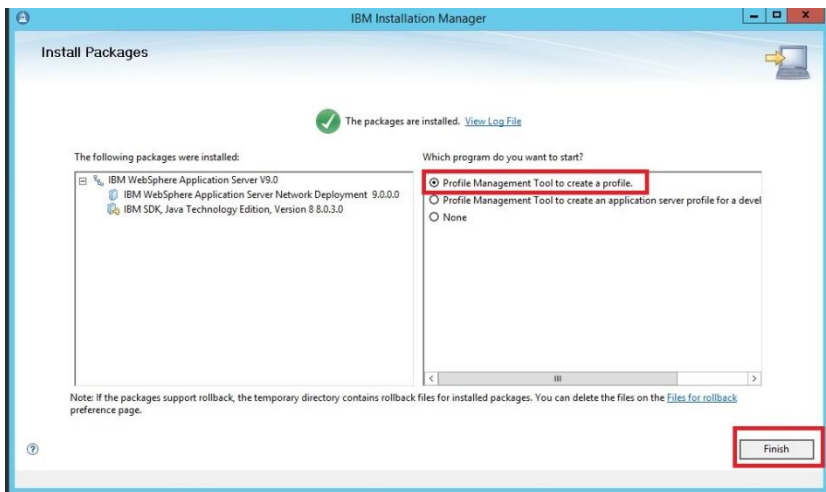 IBM Installation Manager
Install Packages
The packages are installed. View Log File
The following packages were installed:
IBM WebSphere Application Server V9.0
IBM WebSphere Application Server Network Deployment 9.0.0.0
IBM SDK, Java Technology Edition, Version 8 8.0.3.0
Which program do you want to start?
Profile Management Tool to create a profile.
Profile Management Tool to create an application server profile for a devel
None
Note: If the packages support rollback, the temporary directory contains rollback files for installed packages. You can delete the files on the Files for rollback
preference page.
Finish